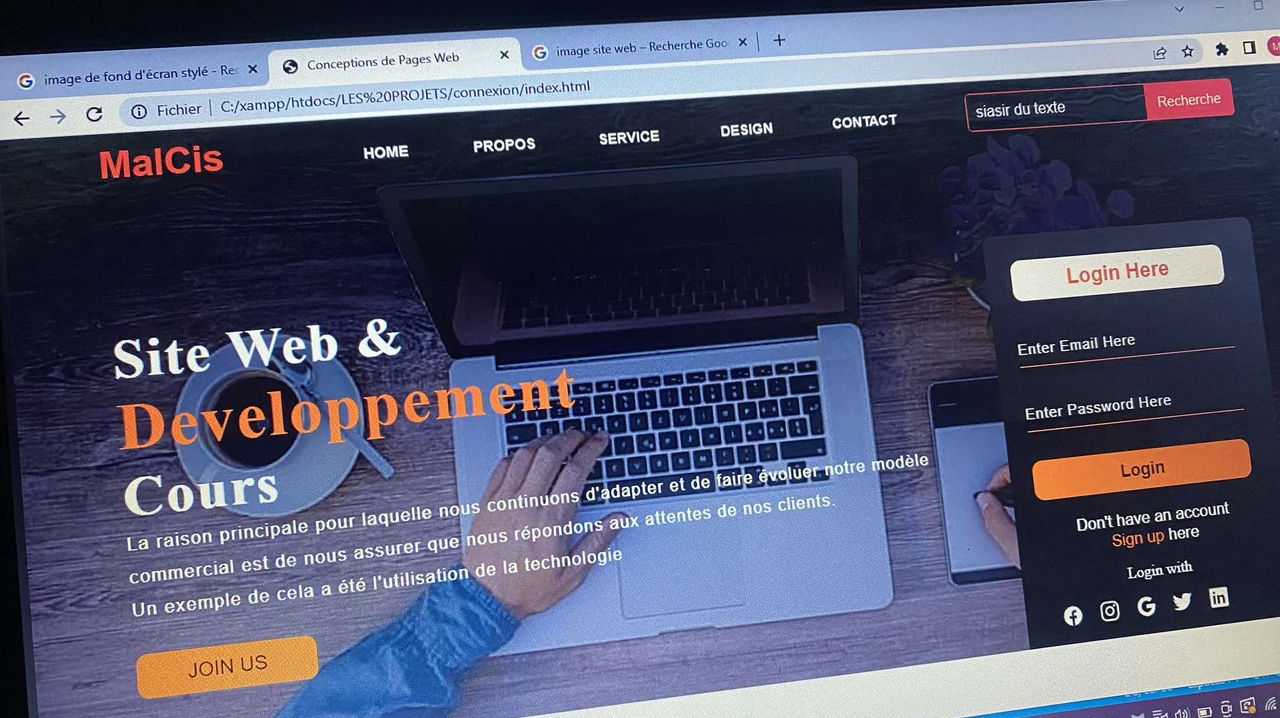 image de fond d'écran stylé - Rec
Conceptions de Pages Web
image site web – Recherche Goo
Fichier | C:/xampp/htdocs/LES%20PROJETS/connexion/index.html
MalCis
HOME
PROPOS
SERVICE
DESIGN
CONTACT
siasir du texte
Recherche
Site Web &
Developpement
Cours
La raison principale pour laquelle nous continuons d'adapter et de faire évoluer notre modèle
commercial est de nous assurer que nous répondons aux attentes de nos clients.
Un exemple de cela a été l'utilisation de la technologie
JOIN US
Login Here
Enter Email Here
Enter Password Here
Login
Don't have an account
Sign up here
Login with